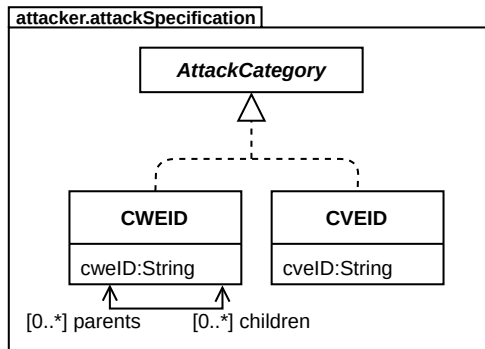 attacker.attackSpecification
AttackCategory
CWEID
cweID:String
CVEID
cveID:String
[0..*] parents
[0..*] children